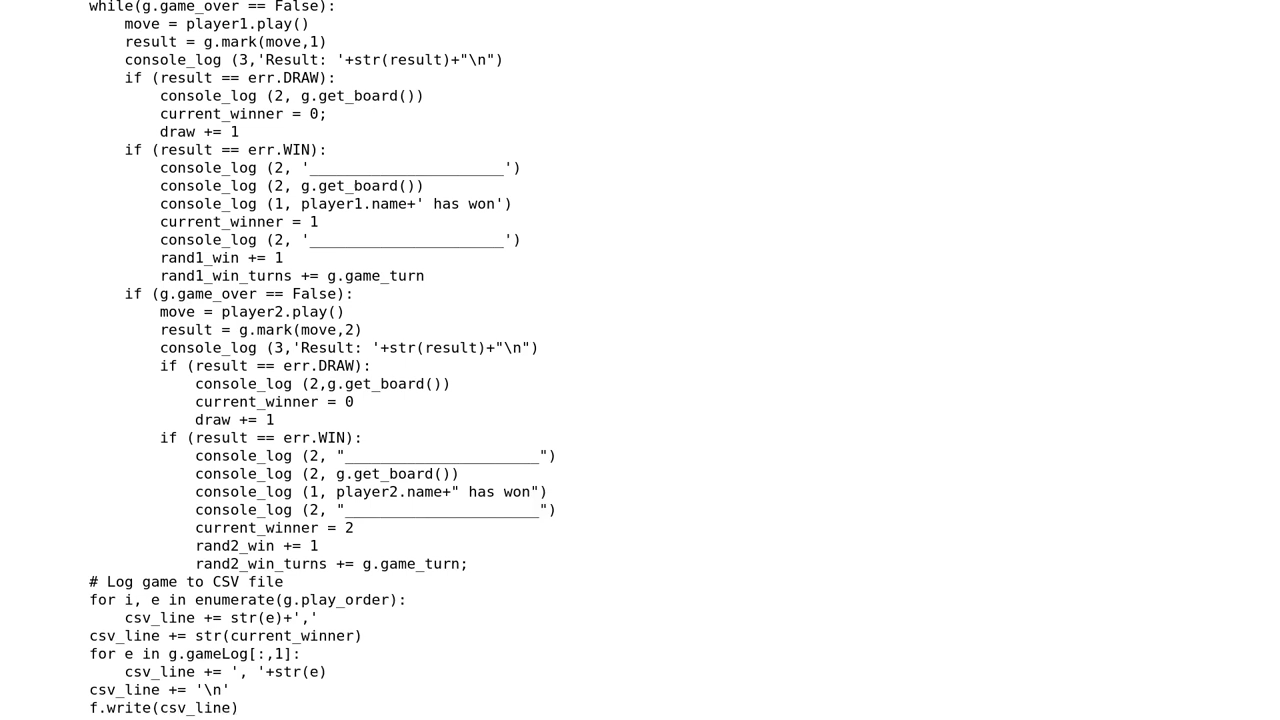 while(g.game_over == False):
    move = player1.play()
    result = g.mark(move,1)
    console_log (3,'Result: '+str(result)+"\n")
    if (result == err.DRAW):
        console_log (2, g.get_board())
        current_winner = 0;
        draw += 1
    if (result == err.WIN):
        console_log (2, '______________________')
        console_log (2, g.get_board())
        console_log (1, player1.name+' has won')
        current_winner = 1
        console_log (2, '______________________')
        rand1_win += 1
        rand1_win_turns += g.game_turn
    if (g.game_over == False):
        move = player2.play()
        result = g.mark(move,2)
        console_log (3,'Result: '+str(result)+"\n")
        if (result == err.DRAW):
            console_log (2,g.get_board())
            current_winner = 0
            draw += 1
        if (result == err.WIN):
            console_log (2, "______________________")
            console_log (2, g.get_board())
            console_log (1, player2.name+" has won")
            console_log (2, "______________________")
            current_winner = 2
            rand2_win += 1
            rand2_win_turns += g.game_turn;
# Log game to CSV file
for i, e in enumerate(g.play_order):
    csv_line += str(e)+','
csv_line += str(current_winner)
for e in g.gameLog[:,1]:
    csv_line += ', '+str(e)
csv_line += '\n'
f.write(csv_line)